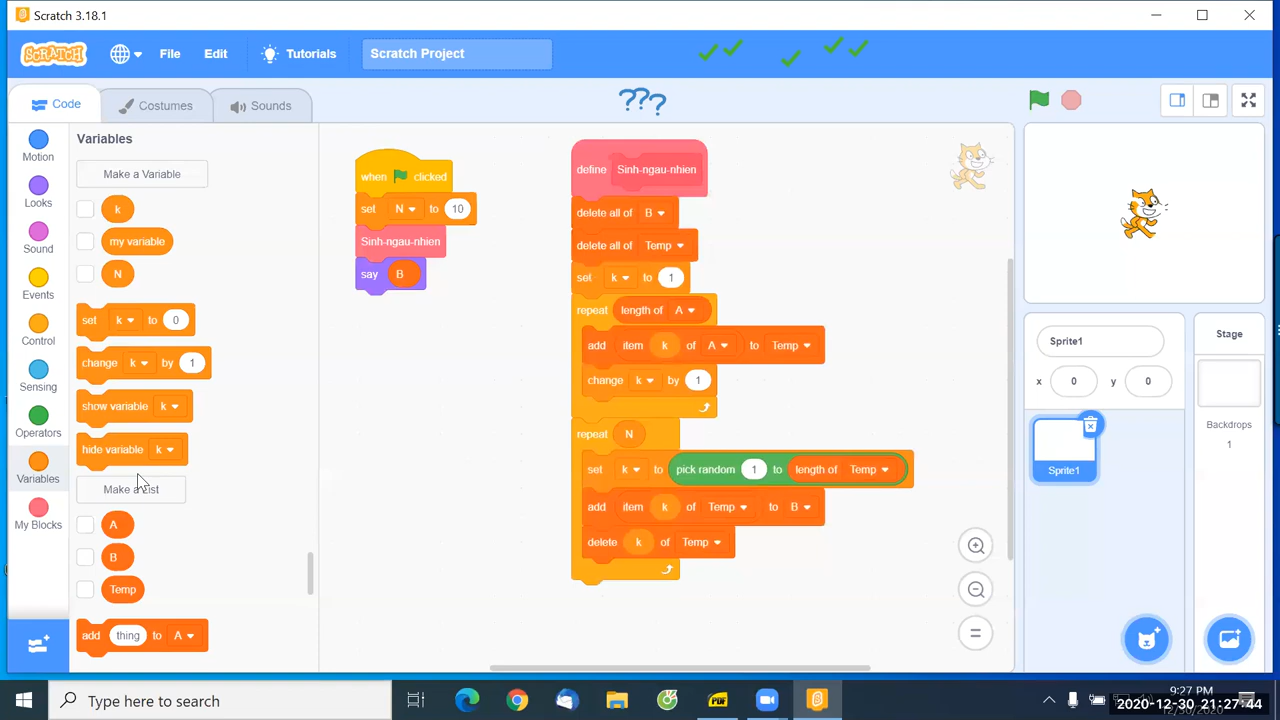 Scratch 3.18.1
SCRATCH
File
Edit
Tutorials
Scratch Project
Code
Costumes
Sounds
???
Motion
Looks
Sound
Events
Control
Sensing
Operators
Variables
My Blocks
Variables
Make a Variable
k
my variable
N
set k to 0
change k by 1
show variable k
hide variable k
Make a List
A
B
Temp
add thing to A
when clicked
set N to 10
Sinh-ngau-nhien
say B
define Sinh-ngau-nhien
delete all of B
delete all of Temp
set k to 1
repeat length of A
add item k of A to Temp
change k by 1
repeat N
set k to pick random 1 to length of Temp
add item k of Temp to B
delete k of Temp
Sprite1
x 0 y 0
Sprite1
Stage
Backdrops
1
Type here to search
PDF
9:27 PM
2020-12-30 21:27:44